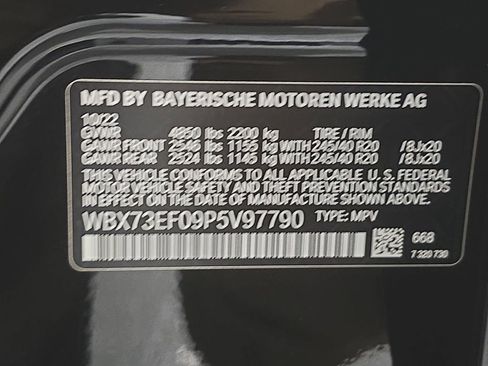 MFD BY BAYERISCHE MOTOREN WERKE AG
10/22
GVWR 4850 lbs 2200 kg TIRE / RIM
GAWR FRONT 2546 lbs 1155 kg WITH 245/40 R20 / 8Jx20
GAWR REAR 2524 lbs 1145 kg WITH 245/40 R20 / 8Jx20
THIS VEHICLE CONFORMS TO ALL APPLICABLE U. S. FEDERAL
MOTOR VEHICLE SAFETY AND THEFT PREVENTION STANDARDS
IN EFFECT ON THE DATE OF MANUFACTURE SHOWN ABOVE.
WBX73EF09P5V97790 TYPE: MPV
668
7 320 730